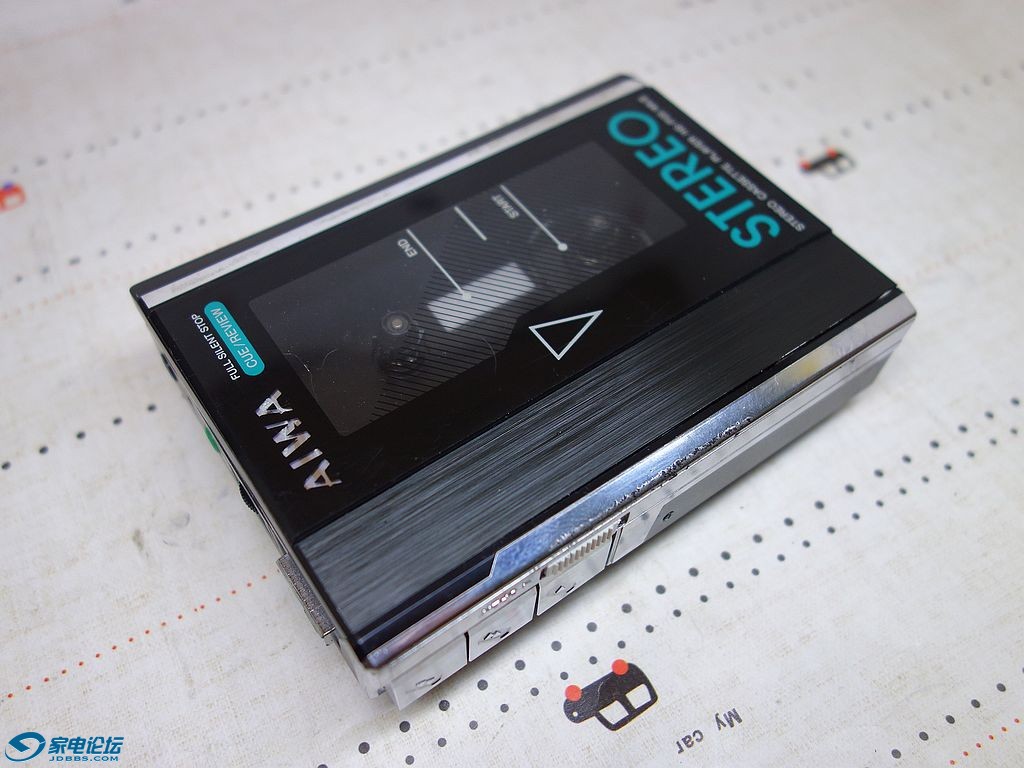 STEREO
STEREO CASSETTE PLAYER
START
END
CUE/REVIEW
FULL SILENT STOP
AIWA
My car
家电论坛
JDBBS.COM